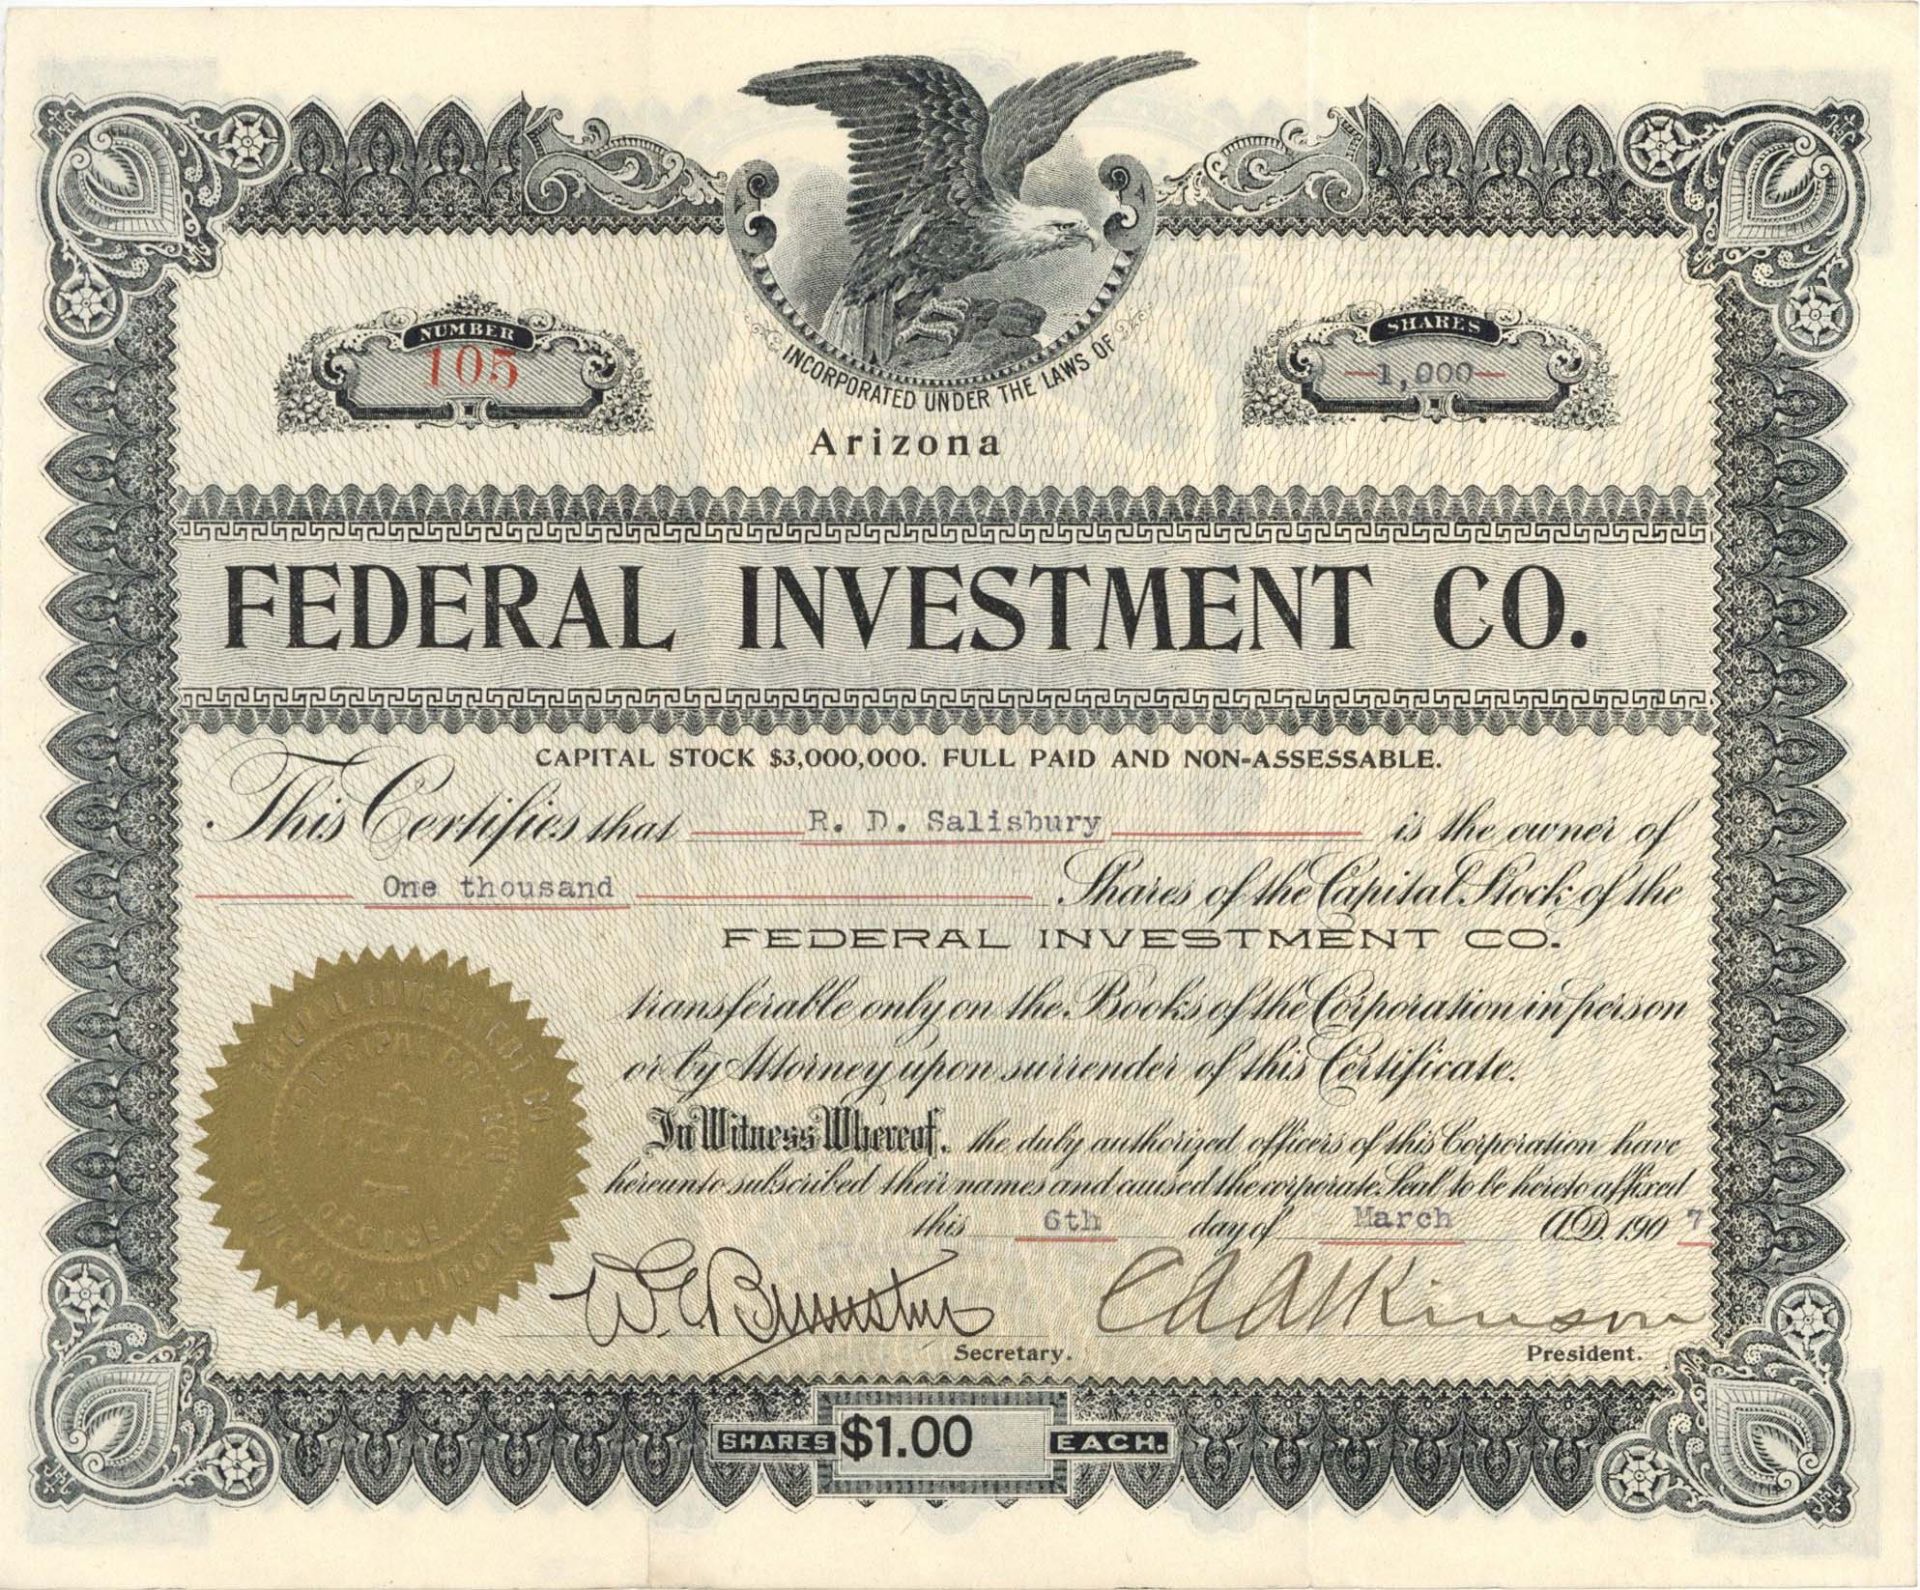 INCORPORATED UNDER THE LAWS OF
Arizona
NUMBER
105
SHARES
1,000
FEDERAL INVESTMENT CO.
CAPITAL STOCK $3,000,000. FULL PAID AND NON-ASSESSABLE.
This Certifies that R. D. Salisbury is the owner of
One thousand Shares of the Capital Stock of the
FEDERAL INVESTMENT CO.
transferable only on the Books of the Corporation in person
or by Attorney upon surrender of this Certificate.
In Witness Whereof, the duly authorized officers of this Corporation have
hereunto subscribed their names and caused the corporate Seal to be hereto affixed
this 6th day of March A.D. 1907
C A Atkinson
Secretary.
President.
SHARES $1.00 EACH.
OFFICE